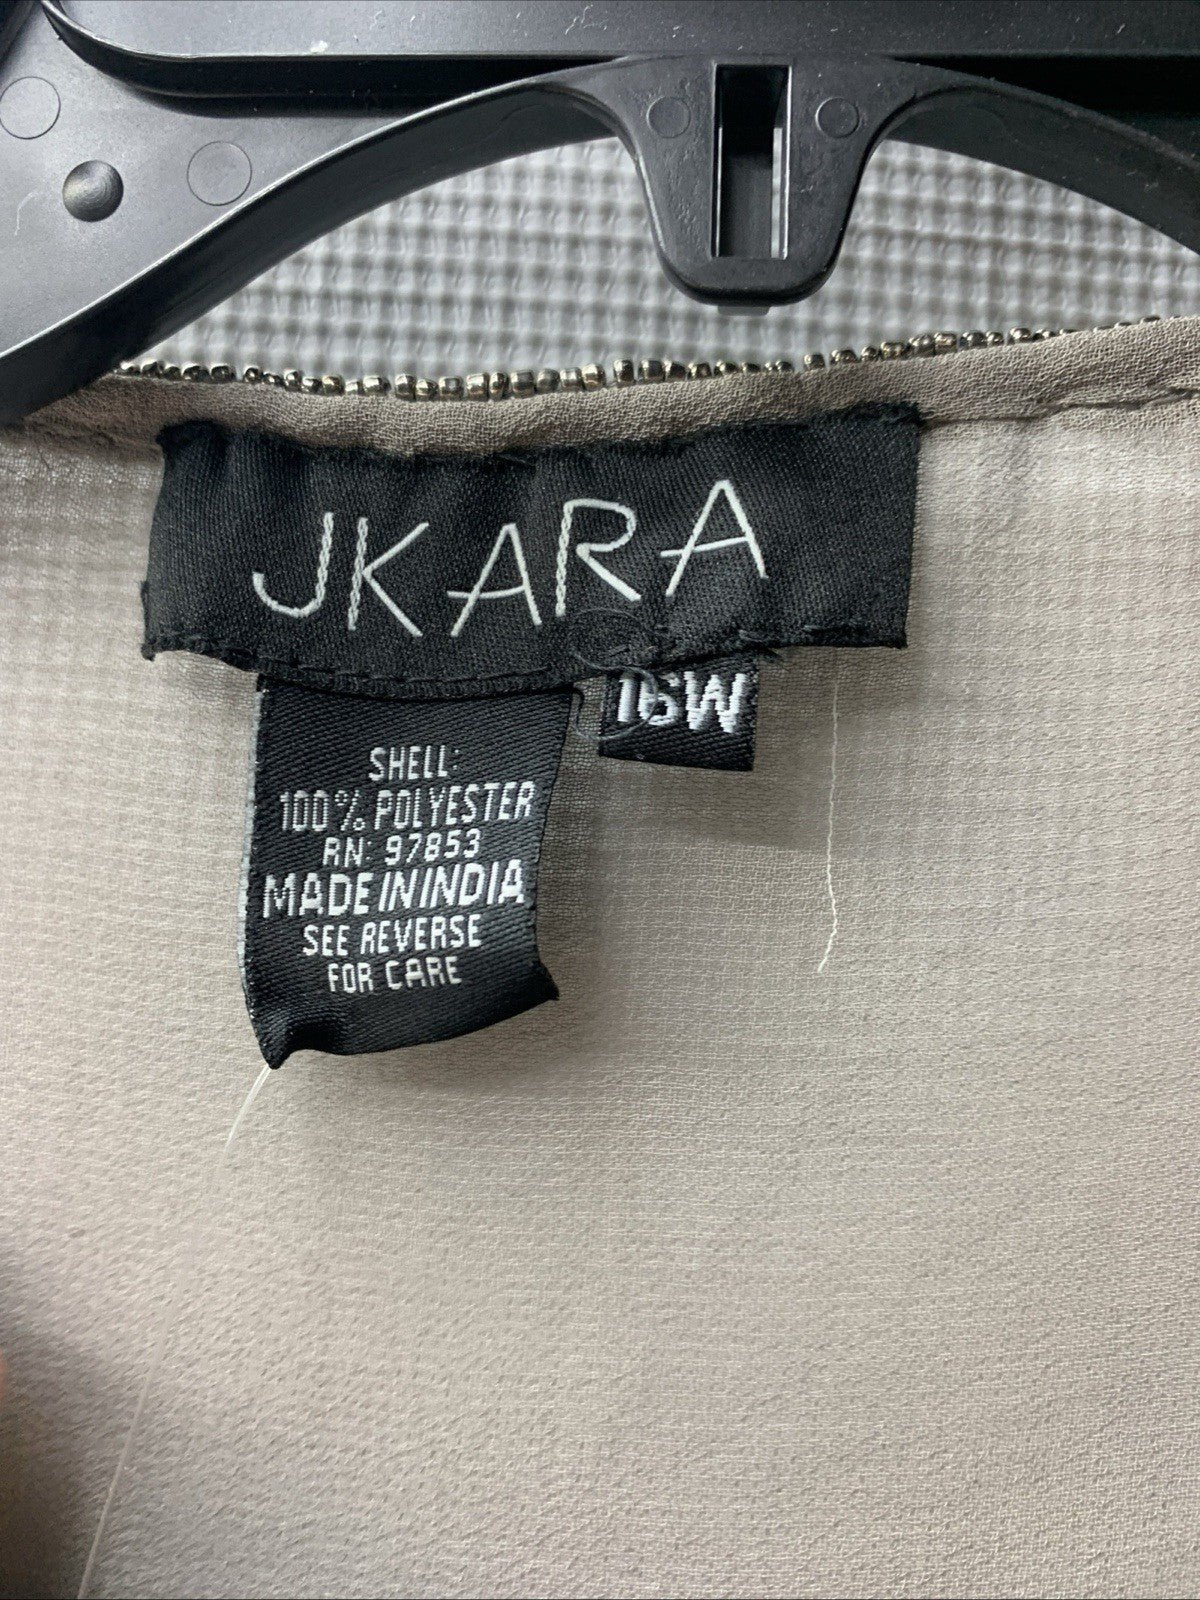 JKARA
16W
SHELL:
100% POLYESTER
RN: 97853
MADE IN INDIA
SEE REVERSE
FOR CARE